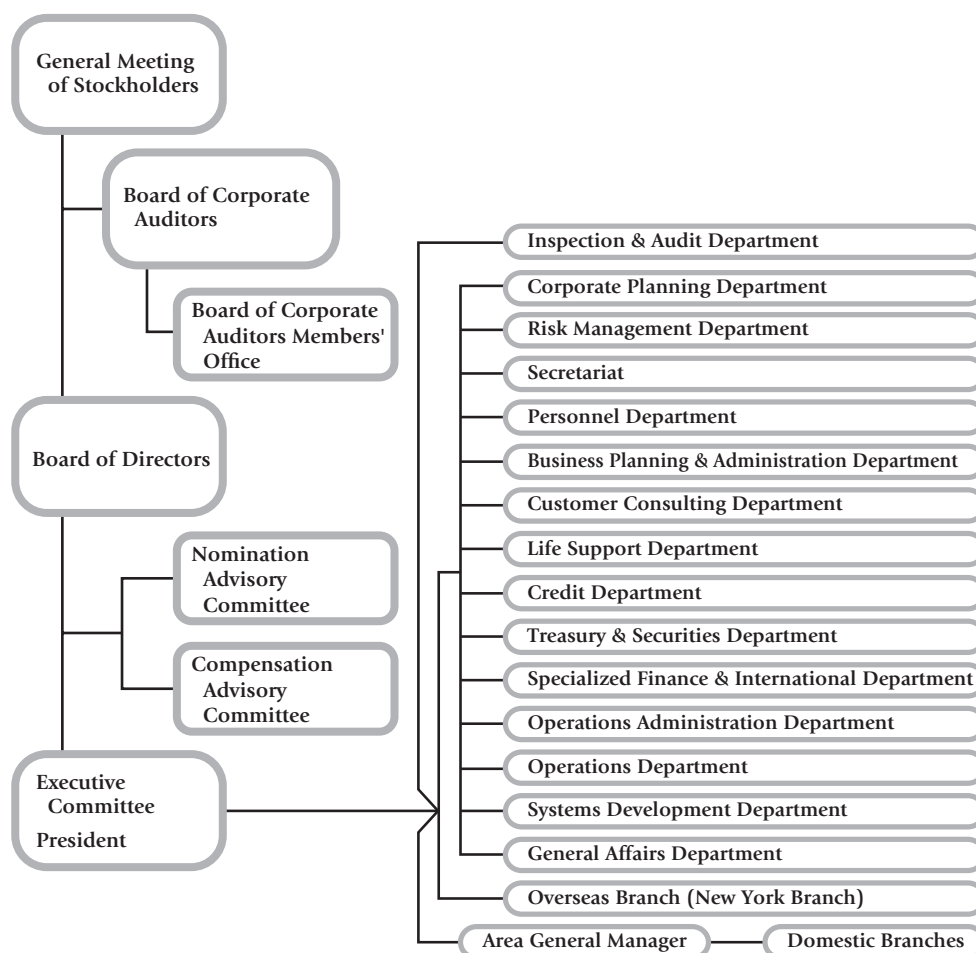 General Meeting
of Stockholders
Board of Corporate
Auditors
Board of Corporate
Auditors Members'
Office
Board of Directors
Nomination
Advisory
Committee
Compensation
Advisory
Committee
Executive
Committee
President
Inspection & Audit Department
Corporate Planning Department
Risk Management Department
Secretariat
Personnel Department
Business Planning & Administration Department
Customer Consulting Department
Life Support Department
Credit Department
Treasury & Securities Department
Specialized Finance & International Department
Operations Administration Department
Operations Department
Systems Development Department
General Affairs Department
Overseas Branch (New York Branch)
Area General Manager
Domestic Branches